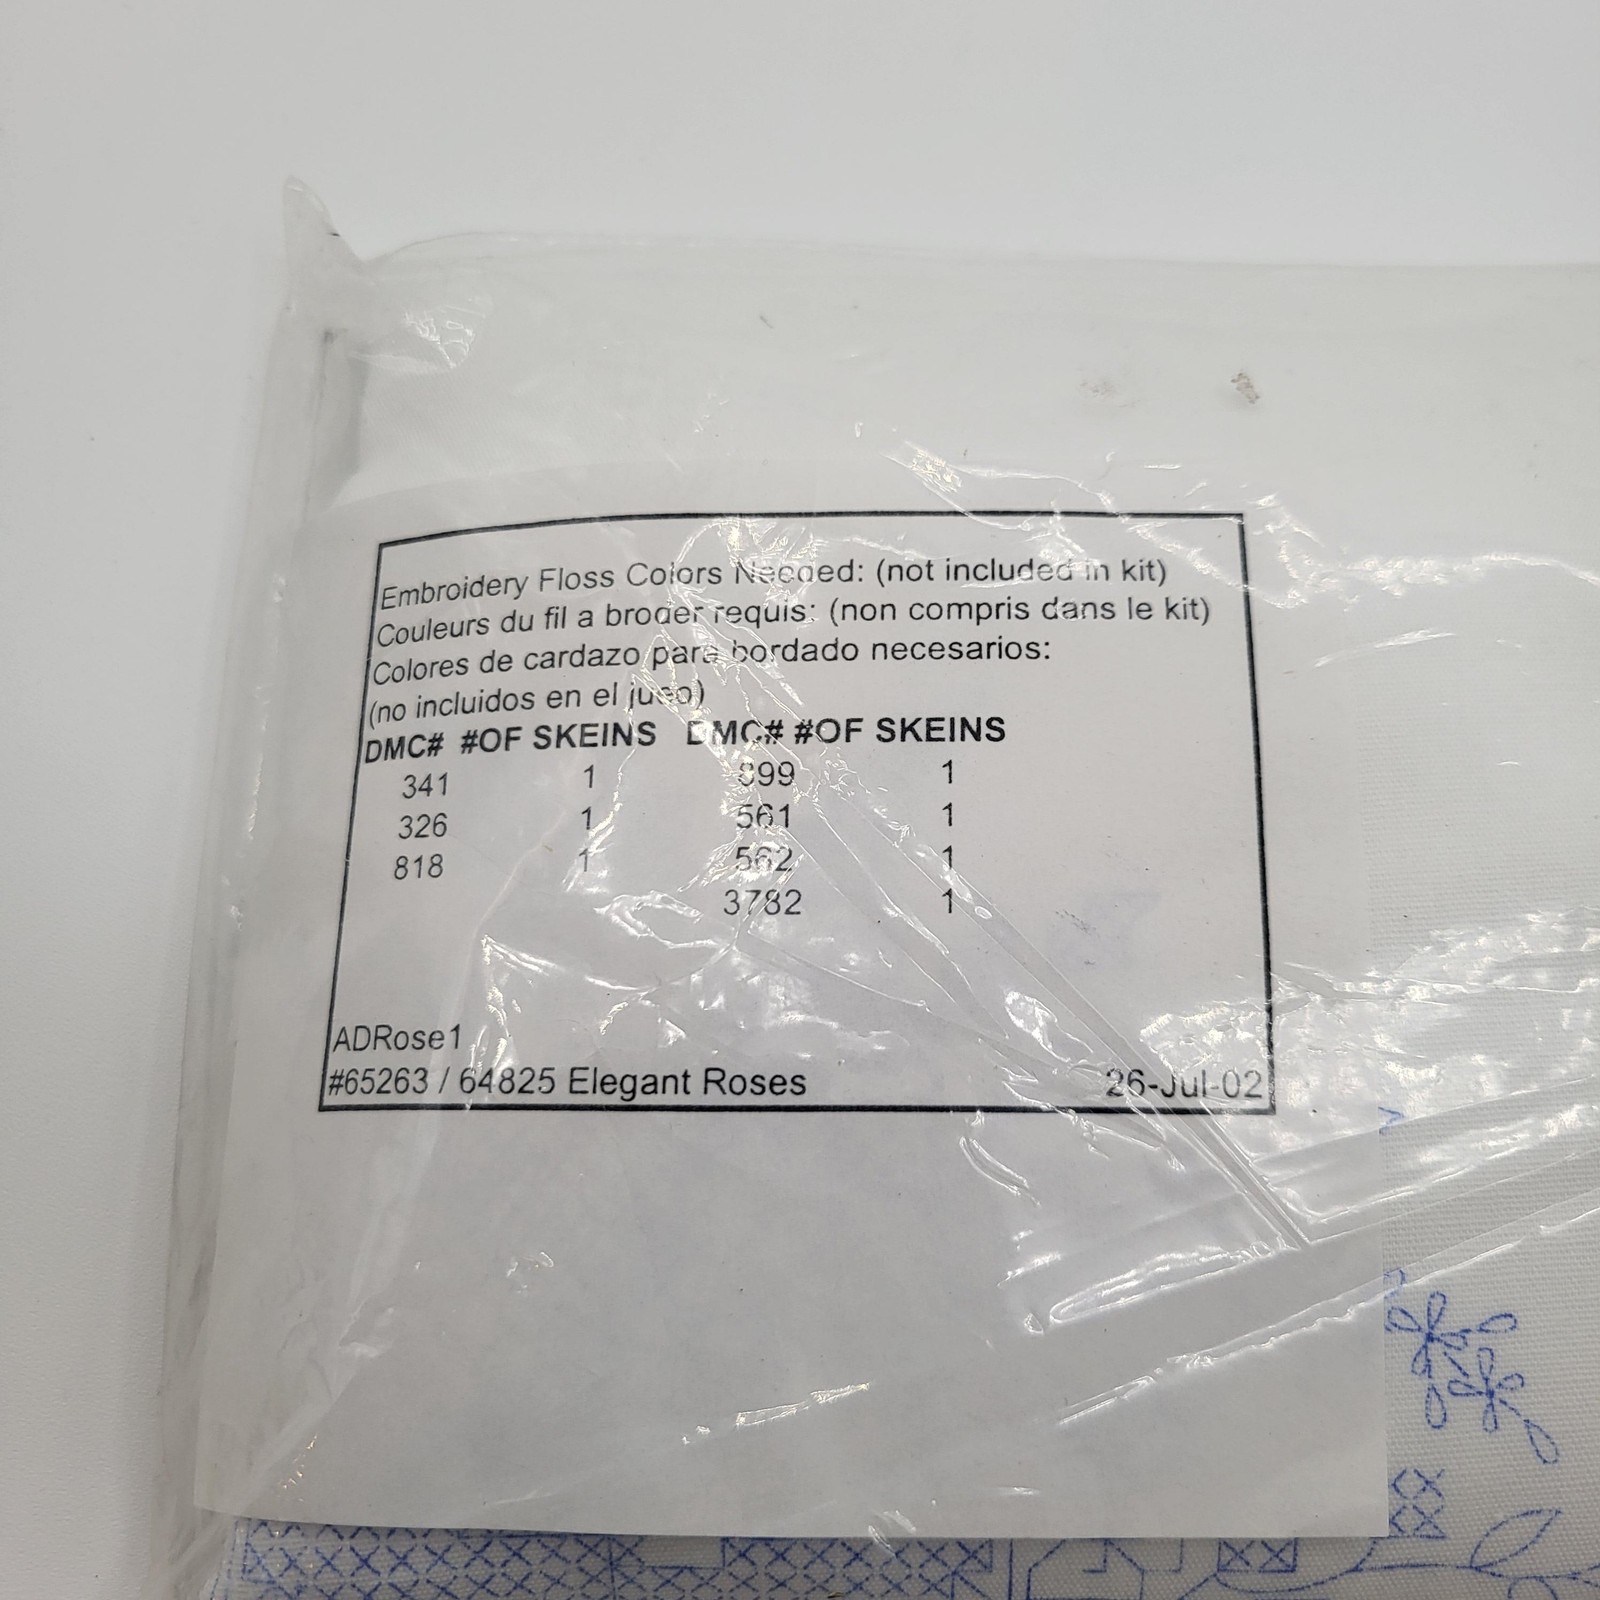 Embroidery Floss Colors Needed: (not included in kit)
Couleurs du fil a broder requis: (non compris dans le kit)
Colores de cardazo para bordado necesarios:
(no incluidos en el juego)
DMC# #OF SKEINS DMC# #OF SKEINS
341 1 899 1
326 1 561 1
818 1 562 1
3782 1
ADRose1
#65263 / 64825 Elegant Roses 26-Jul-02